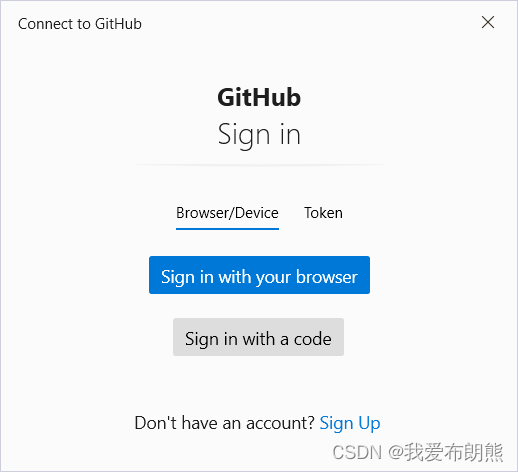 Connect to GitHub
GitHub
Sign in
Browser/Device Token
Sign in with your browser
Sign in with a code
Don't have an account? Sign Up
CSDN @我爱布朗熊